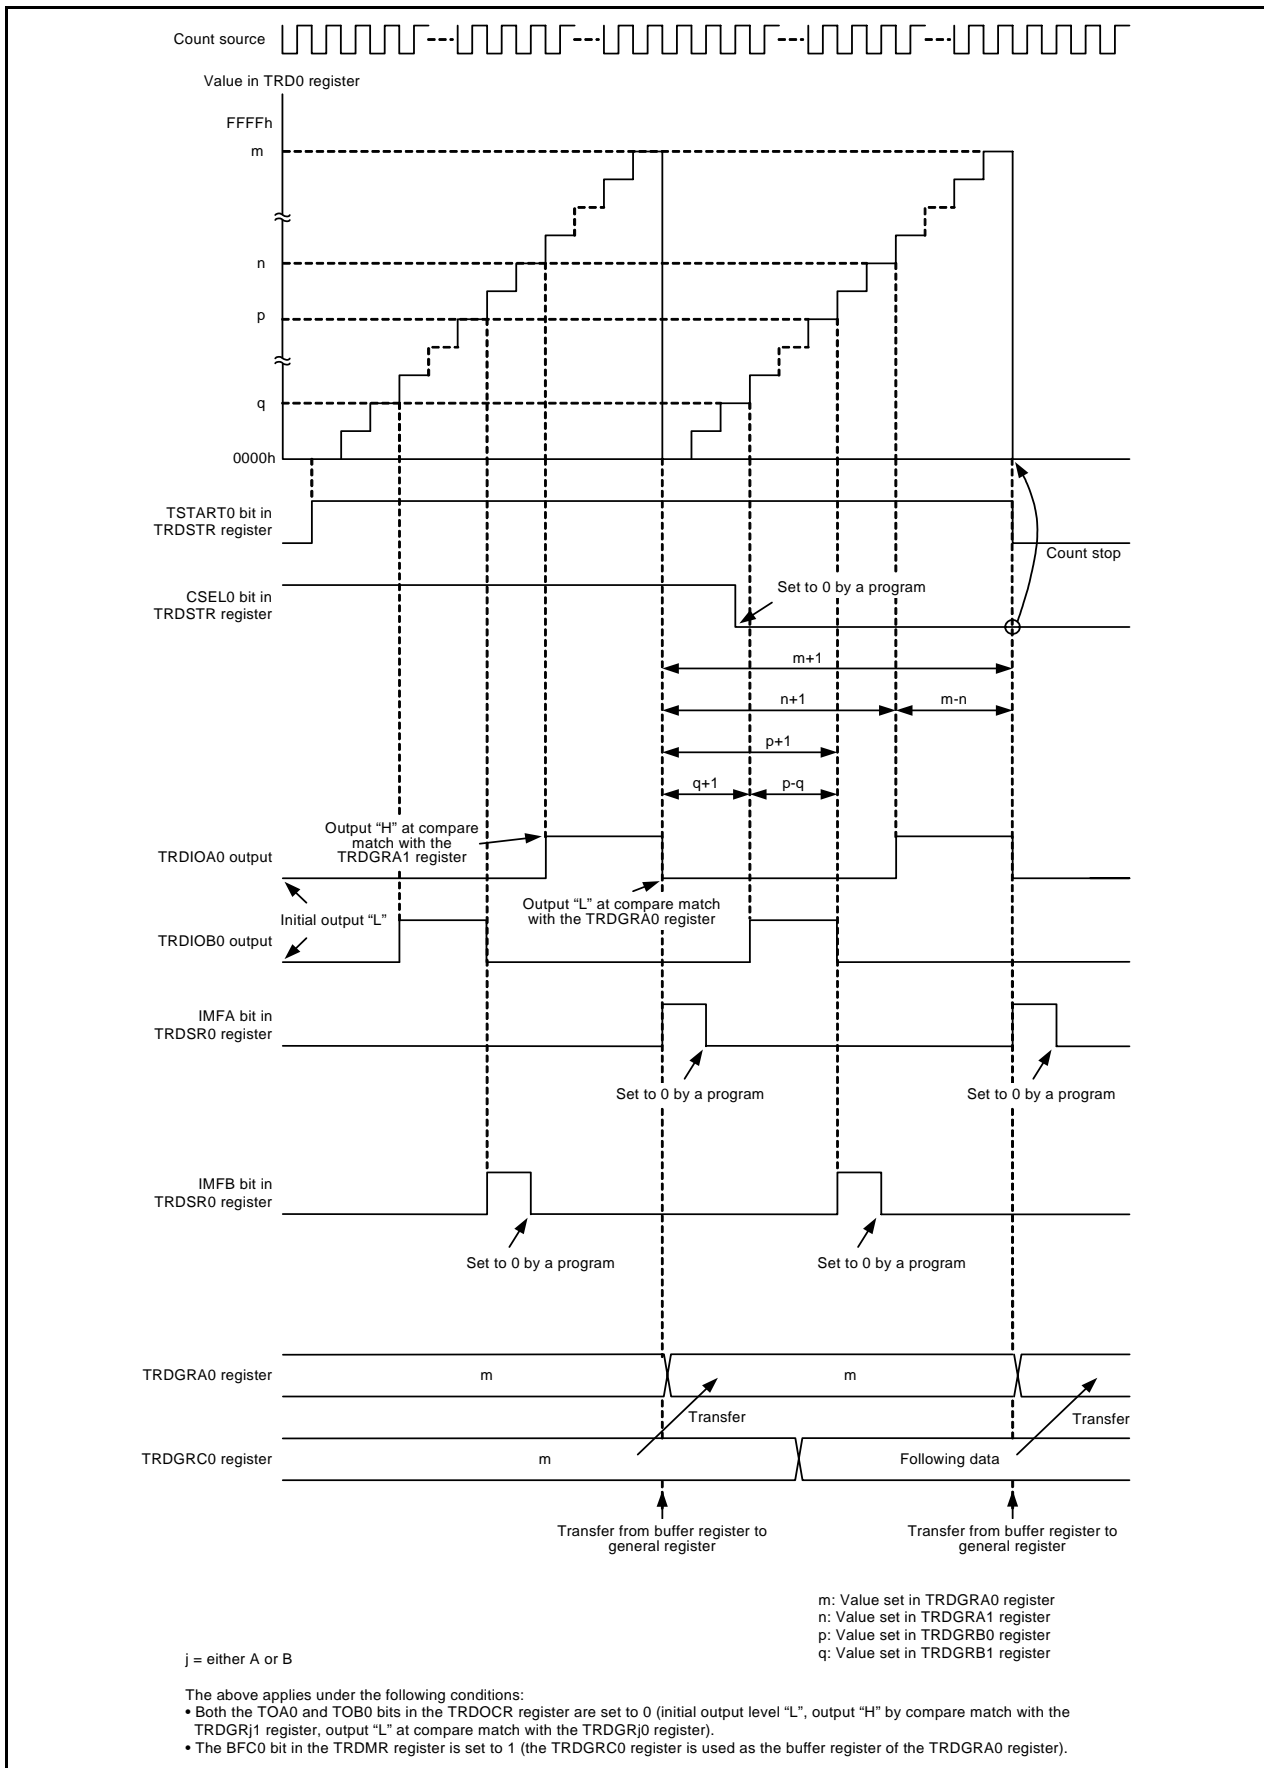 Count source
Value in TRD0 register
FFFFh
m
n
p
q
0000h
TSTART0 bit in
TRDSTR register
Count stop
CSEL0 bit in
TRDSTR register
Set to 0 by a program
m+1
n+1
m-n
p+1
q+1
p-q
Output “H” at compare
match with the
TRDGRA1 register
TRDIOA0 output
Output “L” at compare match
with the TRDGRA0 register
Initial output “L”
TRDIOB0 output
IMFA bit in
TRDSR0 register
Set to 0 by a program
Set to 0 by a program
IMFB bit in
TRDSR0 register
Set to 0 by a program
Set to 0 by a program
TRDGRA0 register
m
m
Transfer
Transfer
TRDGRC0 register
m
Following data
Transfer from buffer register to
general register
Transfer from buffer register to
general register
m: Value set in TRDGRA0 register
n: Value set in TRDGRA1 register
p: Value set in TRDGRB0 register
q: Value set in TRDGRB1 register
j = either A or B
The above applies under the following conditions:
• Both the TOA0 and TOB0 bits in the TRDOCR register are set to 0 (initial output level “L”, output “H” by compare match with the
TRDGRj1 register, output “L” at compare match with the TRDGRj0 register).
• The BFC0 bit in the TRDMR register is set to 1 (the TRDGRC0 register is used as the buffer register of the TRDGRA0 register).